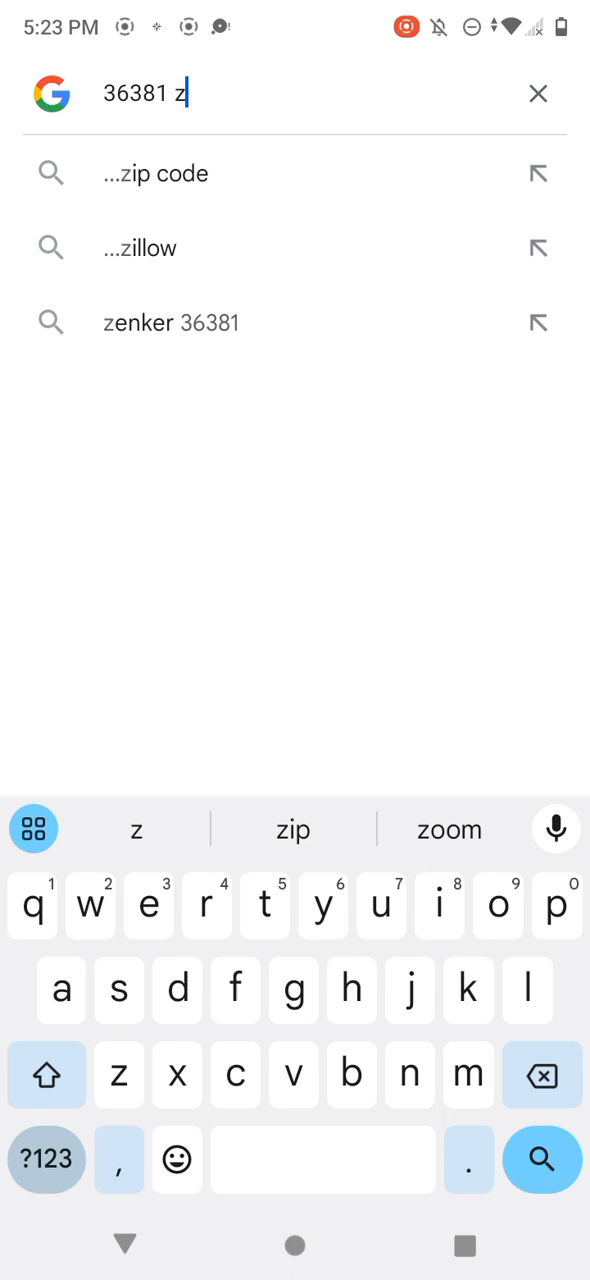 5:23 PM
36381 z
...zip code
...zillow
zenker 36381
z zip zoom
q1 w2 e3 r4 t5 y6 u7 i8 o9 p0
a s d f g h j k l
z x c v b n m
?123 , .